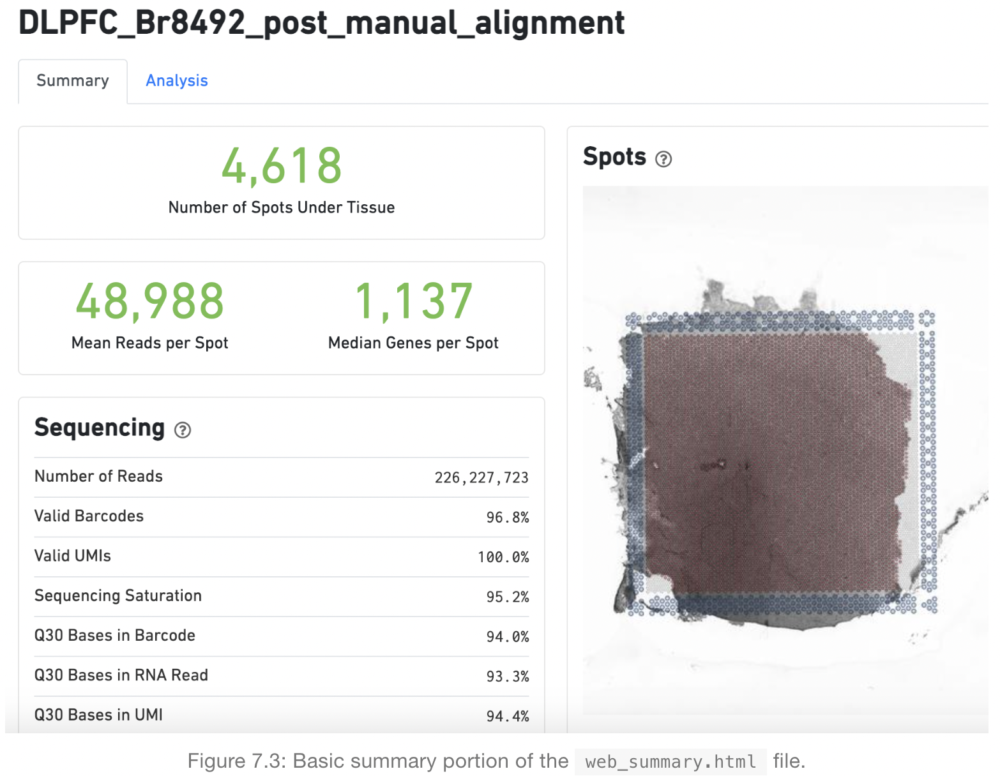 DLPFC_Br8492_post_manual_alignment
Summary
Analysis
4,618
Number of Spots Under Tissue
48,988
Mean Reads per Spot
1,137
Median Genes per Spot
Sequencing ?
Number of Reads 226,227,723
Valid Barcodes 96.8%
Valid UMIs 100.0%
Sequencing Saturation 95.2%
Q30 Bases in Barcode 94.0%
Q30 Bases in RNA Read 93.3%
Q30 Bases in UMI 94.4%
Spots ?
Figure 7.3: Basic summary portion of the web_summary.html file.